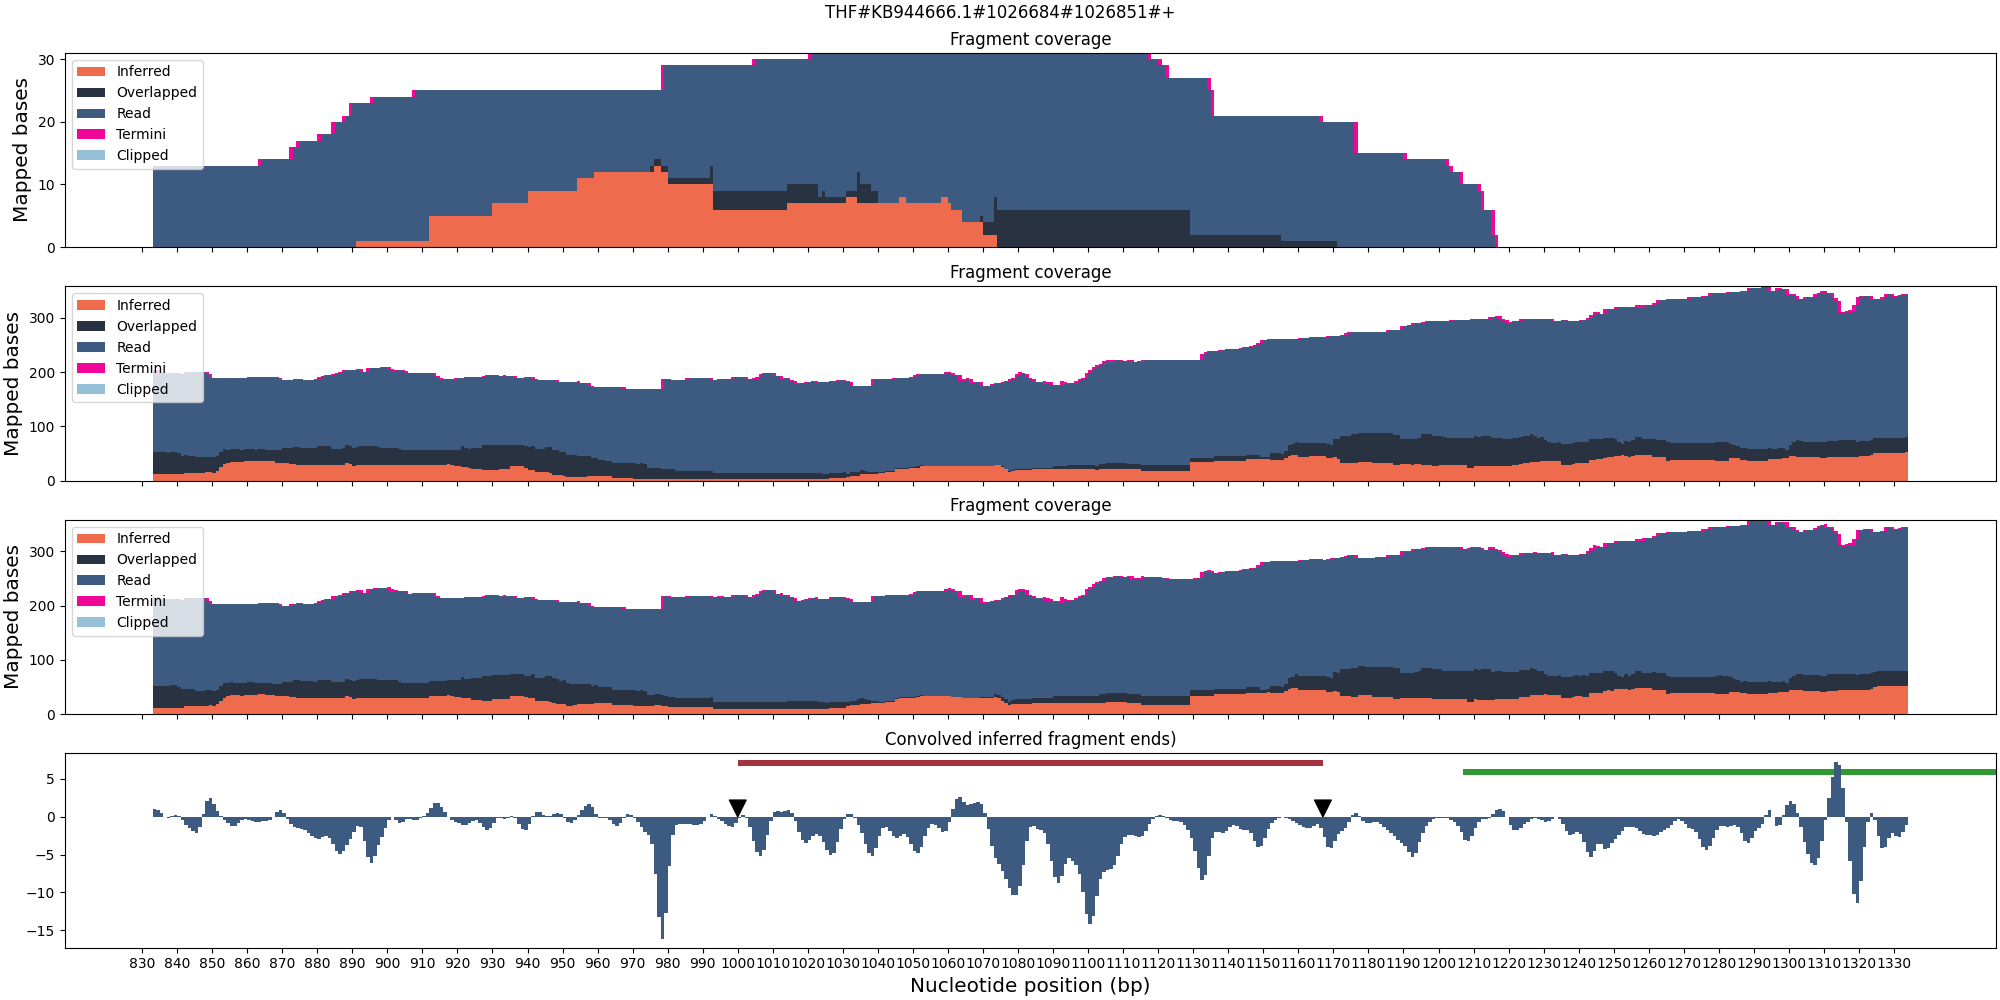 THF#KB944666.1#1026684#1026851#+
Fragment coverage
Mapped bases
30
20
10
0
Inferred
Overlapped
Read
Termini
Clipped
Fragment coverage
Mapped bases
300
200
100
0
Inferred
Overlapped
Read
Termini
Clipped
Fragment coverage
Mapped bases
300
200
100
0
Inferred
Overlapped
Read
Termini
Clipped
Convolved inferred fragment ends)
5
0
−5
−10
−15
830 840 850 860 870 880 890 900 910 920 930 940 950 960 970 980 990 1000 1010 1020 1030 1040 1050 1060 1070 1080 1090 1100 1110 1120 1130 1140 1150 1160 1170 1180 1190 1200 1210 1220 1230 1240 1250 1260 1270 1280 1290 1300 1310 1320 1330
Nucleotide position (bp)